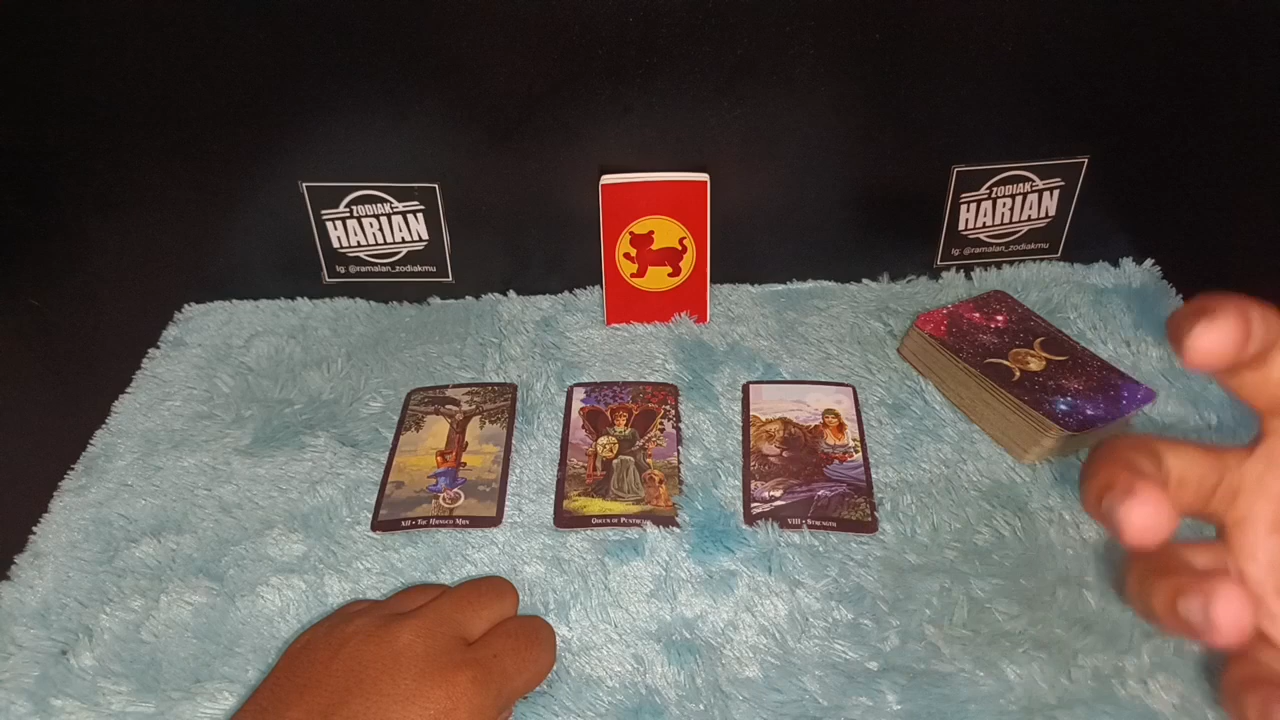 ZODIAK
HARIAN
Ig: @ramalan_zodiakmu
ZODIAK
HARIAN
Ig: @ramalan_zodiakmu
XII • The Hanged Man
Queen of Pentacles
VIII • Strength